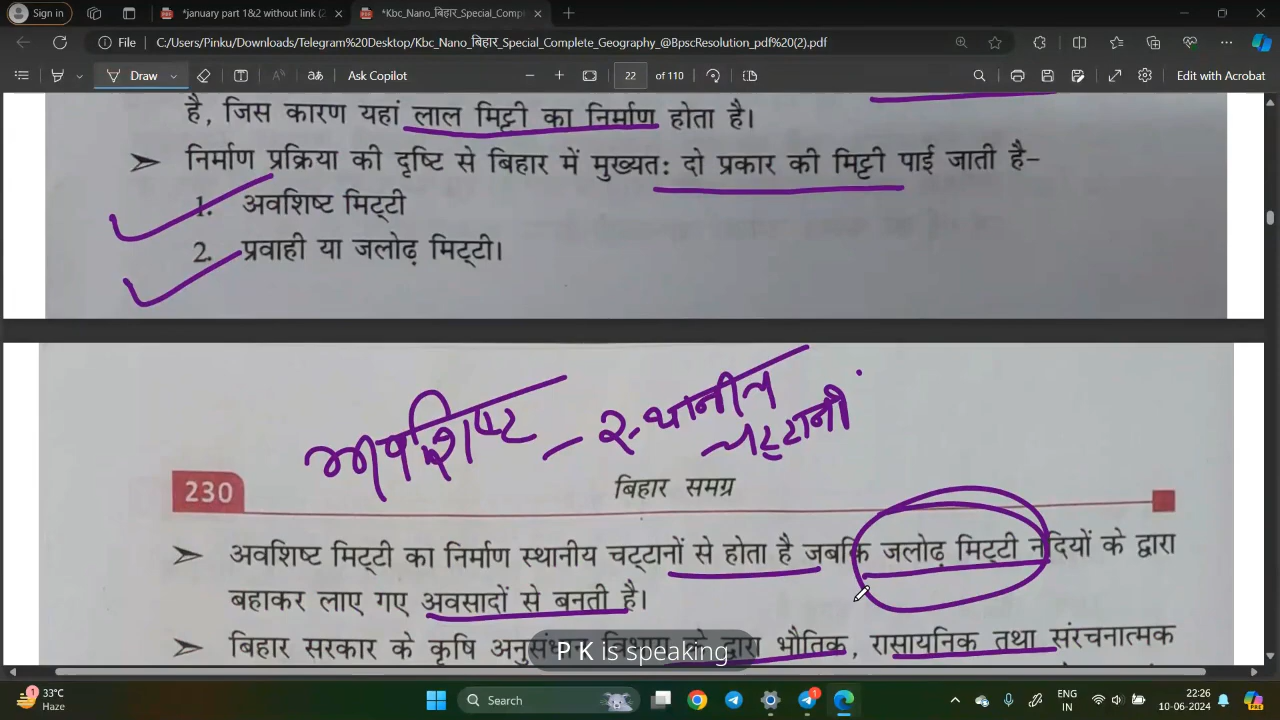 Sign in
*january part 1&2 without link (2
*Kbc_Nano_बिहार_Special_Compl
File
C:/Users/Pinku/Downloads/Telegram%20Desktop/Kbc_Nano_बिहार_Special_Complete_Geography_@BpscResolution_pdf%20(2).pdf
Draw
Ask Copilot
22 of 110
Edit with Acrobat
है, जिस कारण यहां लाल मिट्टी का निर्माण होता है।
➤ निर्माण प्रक्रिया की दृष्टि से बिहार में मुख्यतः दो प्रकार की मिट्टी पाई जाती है–
1. अवशिष्ट मिट्टी
2. प्रवाही या जलोढ़ मिट्टी।
अवशिष्ट – स्थानीय
चट्टानों
230
बिहार समग्र
➤ अवशिष्ट मिट्टी का निर्माण स्थानीय चट्टानों से होता है जबकि जलोढ़ मिट्टी नदियों के द्वारा
बहाकर लाए गए अवसादों से बनती है।
➤ बिहार सरकार के कृषि अनुसंधान विभाग के द्वारा भौतिक, रासायनिक तथा संरचनात्मक
P K is speaking
33°C
Haze
Search
ENG
IN
22:26
10-06-2024